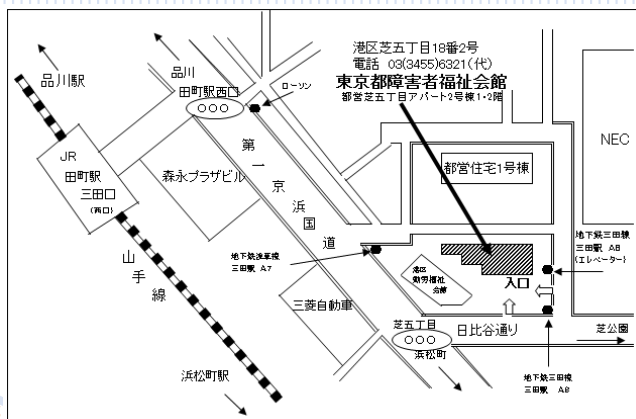 港区芝五丁目18番2号
電話 03(3455)6321(代)
東京都障害者福祉会館
都営芝五丁目アパート2号棟1・2階
品川駅
品川
田町駅西口
○○○
ローソン
NEC
JR
田町駅
三田口
(西口)
森永プラザビル
第一京浜国道
都営住宅1号棟
地下鉄浅草線
三田駅 A7
地下鉄三田線
三田駅 A8
(エレベーター)
港区
勤労福祉
会館
入口
山手線
三菱自動車
芝五丁目
○○○
日比谷通り
芝公園
浜松町
浜松町駅
地下鉄三田線
三田駅 A9